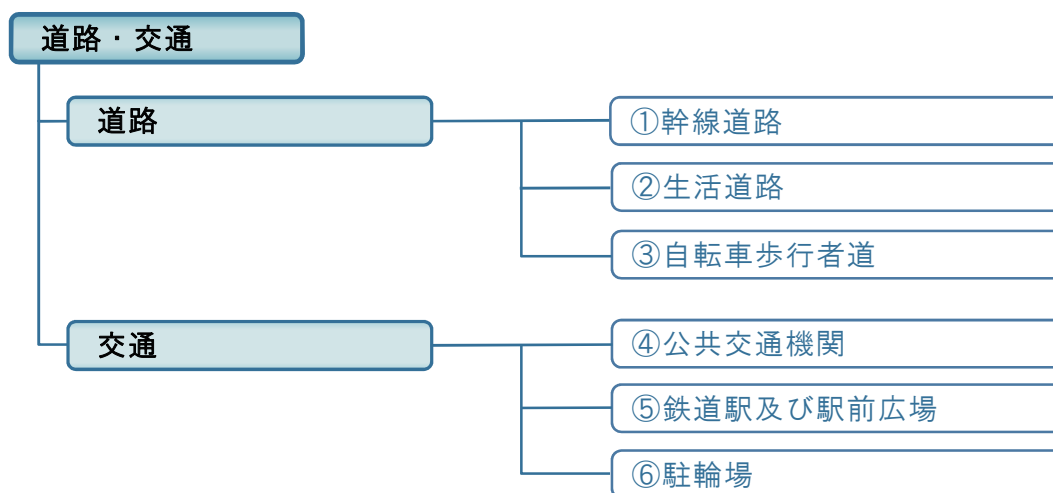 道路・交通
道路
①幹線道路
②生活道路
③自転車歩行者道
交通
④公共交通機関
⑤鉄道駅及び駅前広場
⑥駐輪場